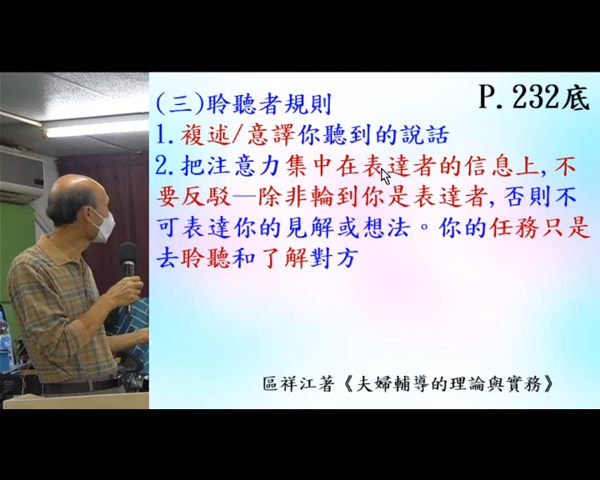 P.232底
(三)聆聽者規則
1.複述/意譯你聽到的說話
2.把注意力集中在表達者的信息上,不
要反駁—除非輪到你是表達者,否則不
可表達你的見解或想法。你的任務只是
去聆聽和了解對方
區祥江著《夫婦輔導的理論與實務》